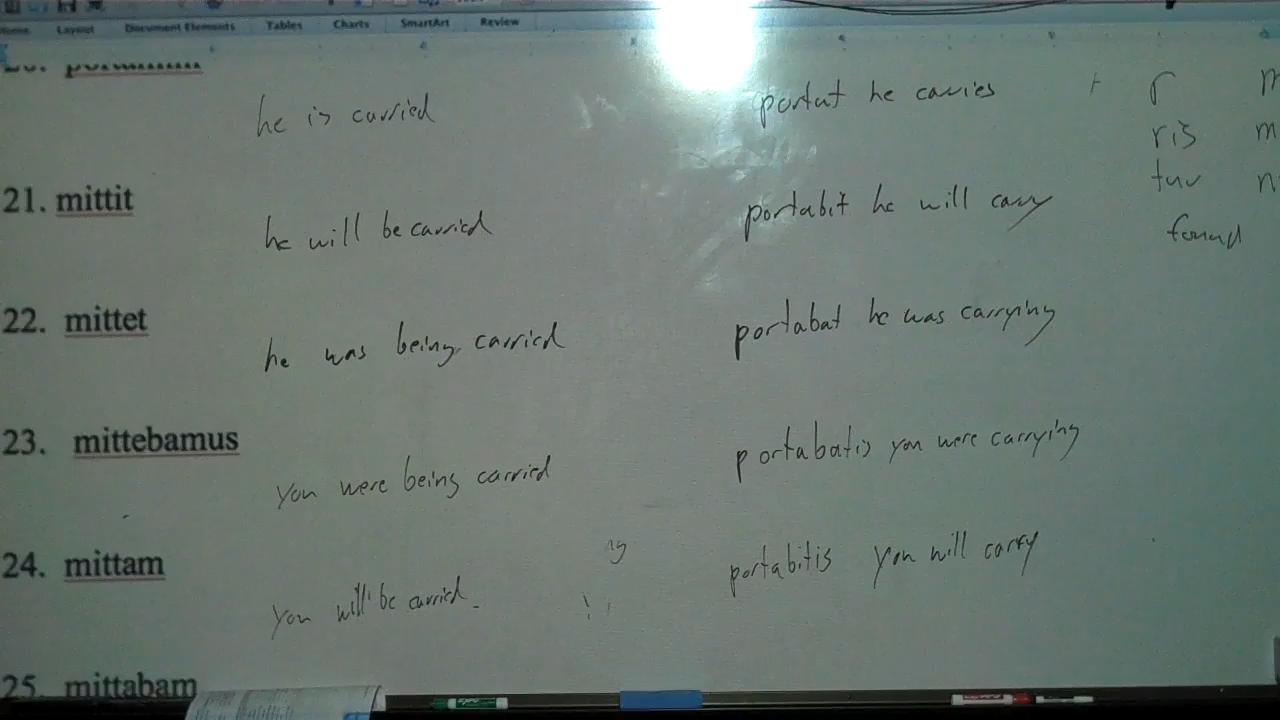 Layout Document Elements Tables Charts SmartArt Review
he is carried portat he carries r
ris
21. mittit
he will be carried portabit he will carry
22. mittet
he was being carried portabat he was carrying
23. mittebamus
you were being carried portabatis you were carrying
24. mittam
you will be carried. portabitis you will carry
25. mittabam